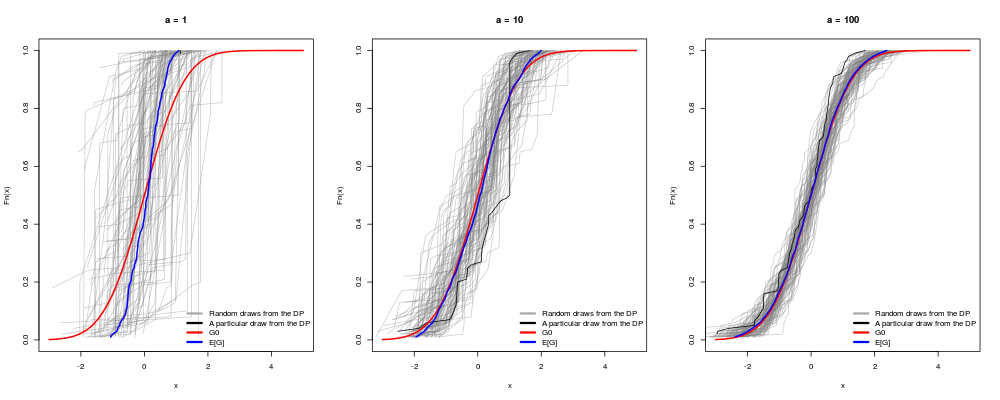 a = 1
Fn(x)
1.0
0.8
0.6
0.4
0.2
0.0
Random draws from the DP
A particular draw from the DP
G0
E[G]
-2 0 2 4
x
a = 10
Fn(x)
1.0
0.8
0.6
0.4
0.2
0.0
Random draws from the DP
A particular draw from the DP
G0
E[G]
-2 0 2 4
x
a = 100
Fn(x)
1.0
0.8
0.6
0.4
0.2
0.0
Random draws from the DP
A particular draw from the DP
G0
E[G]
-2 0 2 4
x